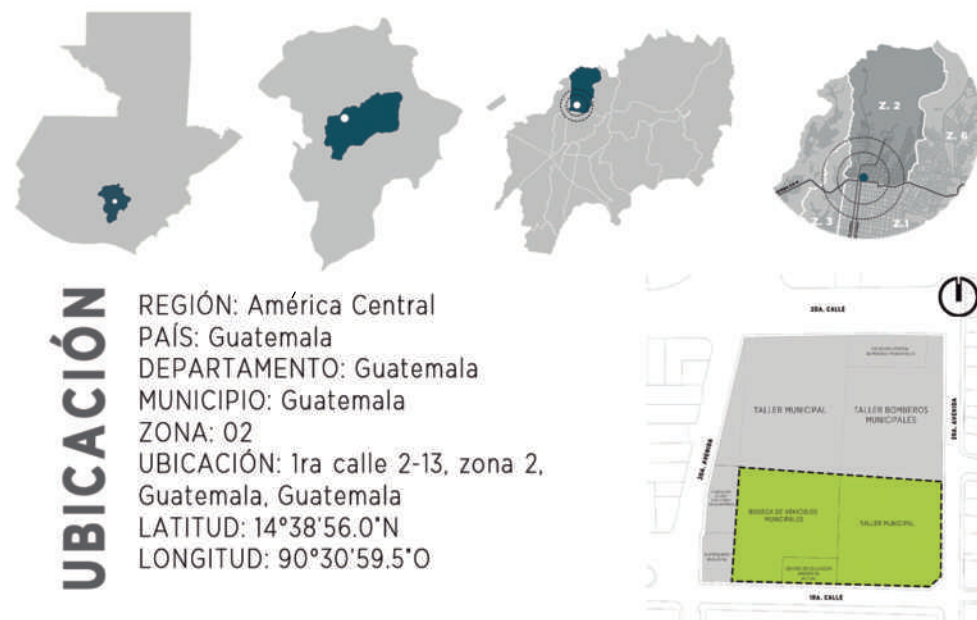 Z. 2
Z. 6
Z. 3
Z.1
UBICACIÓN
REGIÓN: América Central
PAÍS: Guatemala
DEPARTAMENTO: Guatemala
MUNICIPIO: Guatemala
ZONA: 02
UBICACIÓN: 1ra calle 2-13, zona 2,
Guatemala, Guatemala
LATITUD: 14°38'56.0"N
LONGITUD: 90°30'59.5"O
2DA. CALLE
TALLER MUNICIPAL
TALLER BOMBEROS
MUNICIPALES
BODEGA DE VEHÍCULOS
MUNICIPALES
TALLER MUNICIPAL
1RA. CALLE